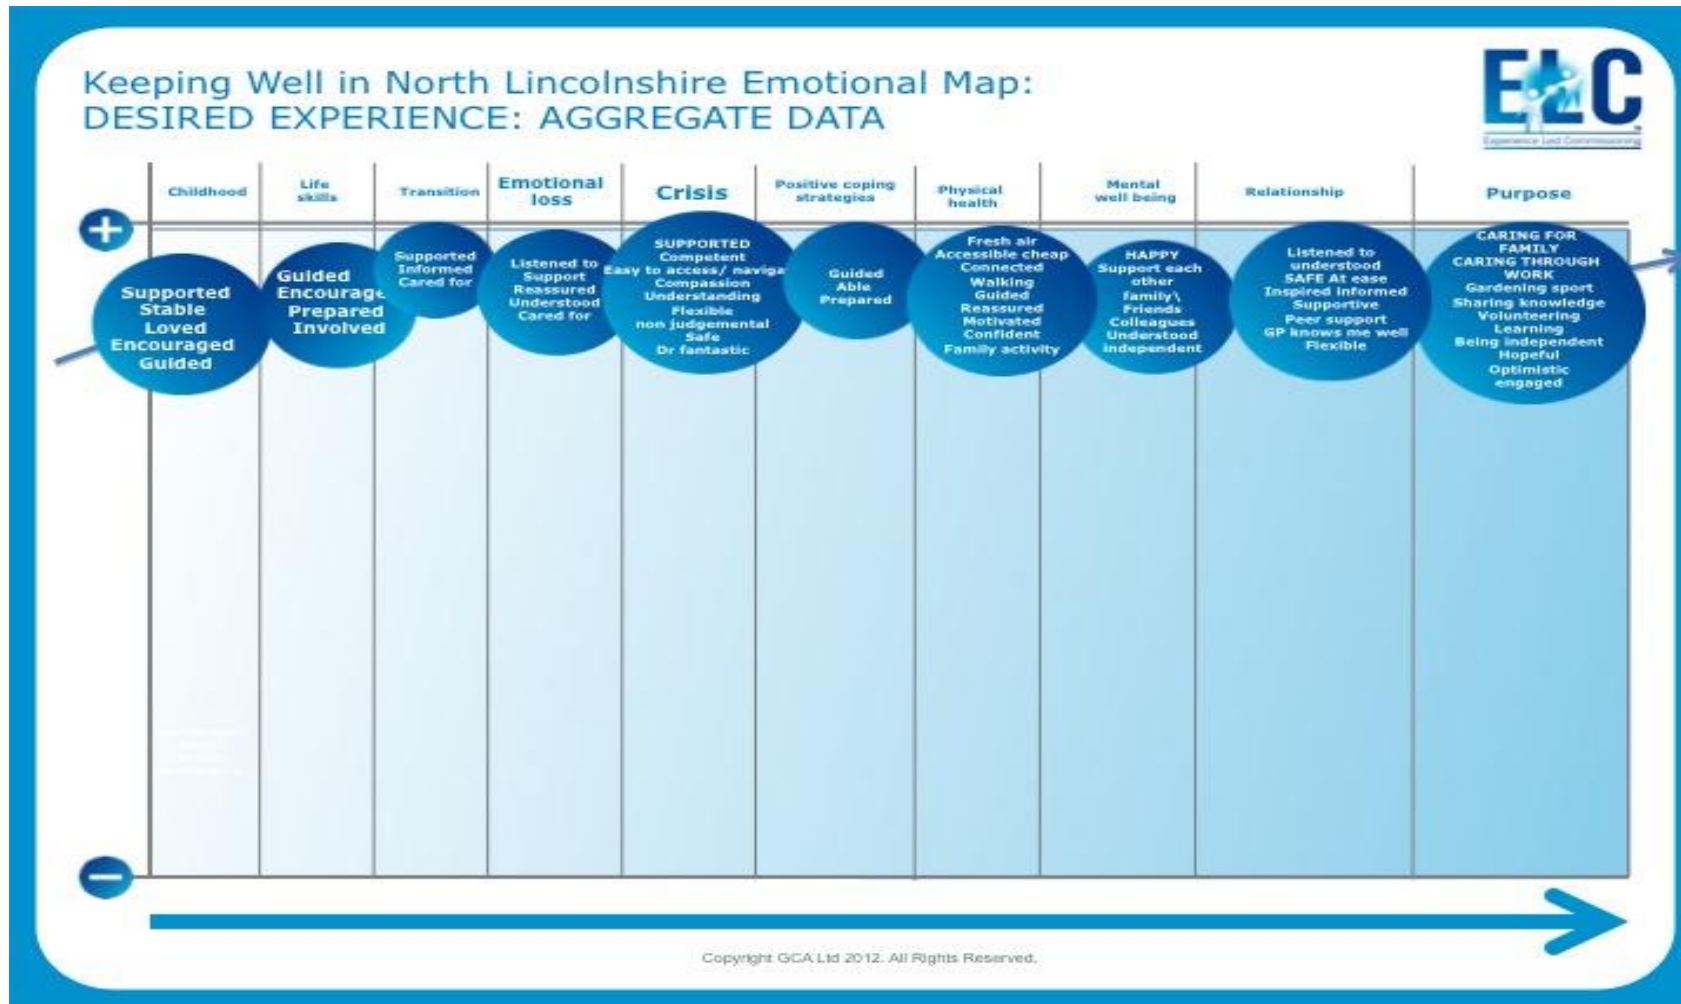 Keeping Well in North Lincolnshire Emotional Map:
DESIRED EXPERIENCE: AGGREGATE DATA
ELC
Experience Led Commissioning
Childhood
Life
skills
Transition
Emotional
loss
Crisis
Positive coping
strategies
Physical
health
Mental
well being
Relationship
Purpose
+
Supported
Stable
Loved
Encouraged
Guided
Guided
Encourage
Prepared
Involved
Supported
Informed
Cared for
Listened to
Support
Reassured
Understood
Cared for
SUPPORTED
Competent
Easy to access/ naviga
Compassion
Understanding
Flexible
non judgemental
Safe
Dr fantastic
Guided
Able
Prepared
Fresh air
Accessible cheap
Connected
Walking
Guided
Reassured
Motivated
Confident
Family activity
HAPPY
Support each
other
family\
Friends
Colleagues
Understood
independent
Listened to
understood
SAFE At ease
Inspired informed
Supportive
Peer support
GP knows me well
Flexible
CARING FOR
FAMILY
CARING THROUGH
WORK
Gardening sport
Sharing knowledge
Volunteering
Learning
Being independent
Hopeful
Optimistic
engaged
−
Copyright GCA Ltd 2012. All Rights Reserved.